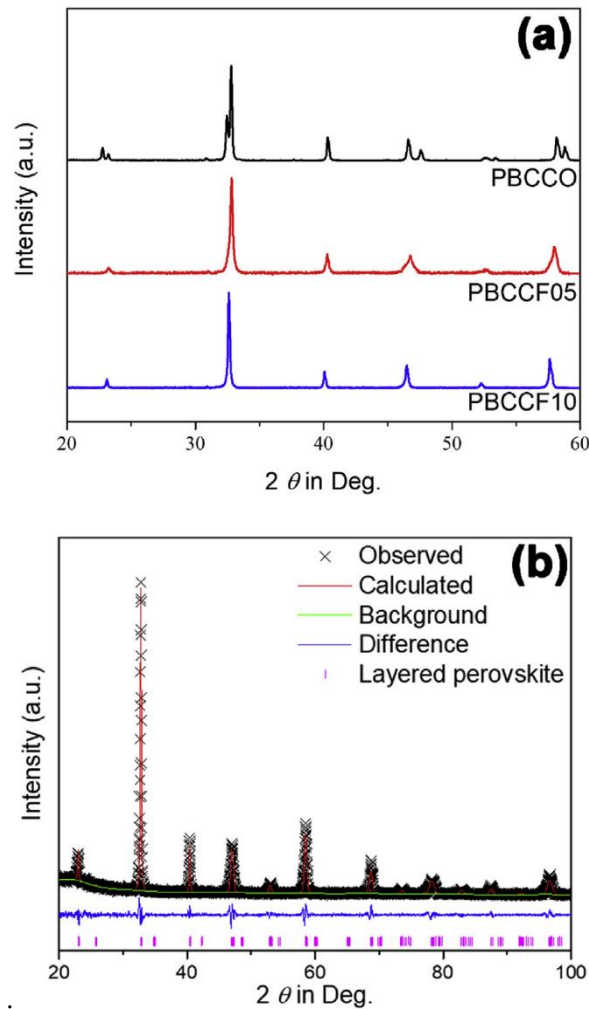 (a)
Intensity (a.u.)
PBCCO
PBCCF05
PBCCF10
20 30 40 50 60
2 θ in Deg.
(b)
Observed
Calculated
Background
Difference
Layered perovskite
Intensity (a.u.)
20 40 60 80 100
2 θ in Deg.
.